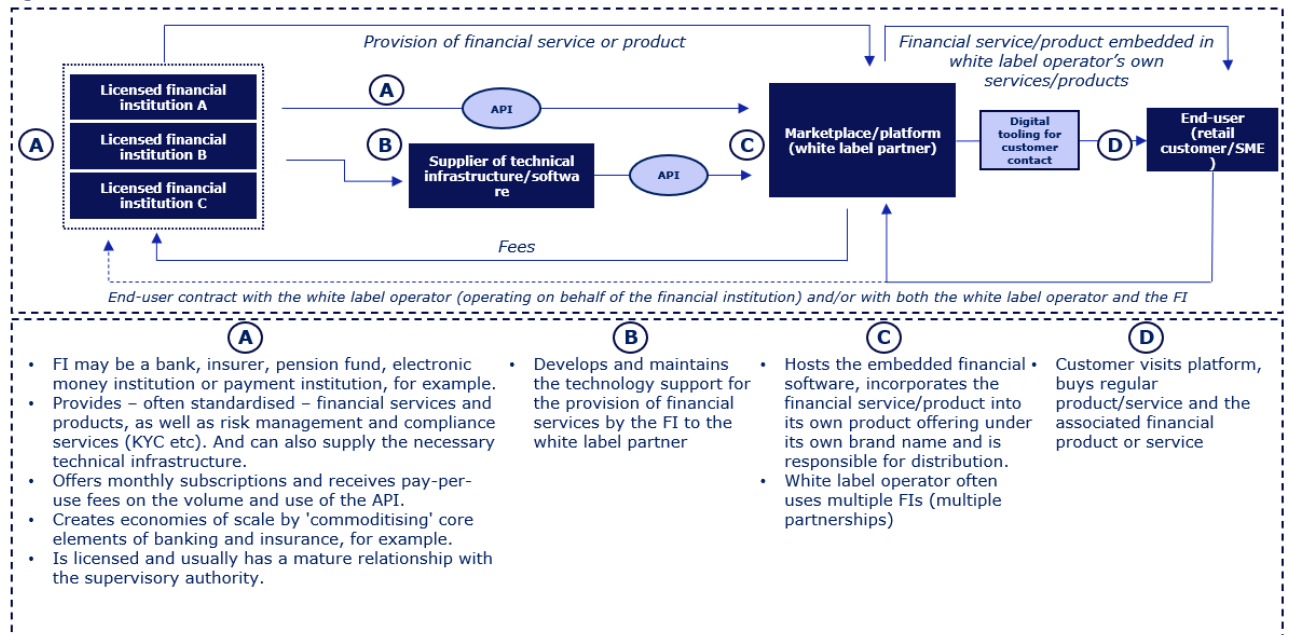 Provision of financial service or product
Financial service/product embedded in
white label operator's own
services/products
A
Licensed financial
institution A
Licensed financial
institution B
Licensed financial
institution C
A
API
B
Supplier of technical
infrastructure/softwa
re
API
C
Marketplace/platform
(white label partner)
Digital
tooling for
customer
contact
D
End-user
(retail
customer/SME
)
Fees
End-user contract with the white label operator (operating on behalf of the financial institution) and/or with both the white label operator and the FI
A
• FI may be a bank, insurer, pension fund, electronic
money institution or payment institution, for example.
• Provides – often standardised – financial services and
products, as well as risk management and compliance
services (KYC etc). And can also supply the necessary
technical infrastructure.
• Offers monthly subscriptions and receives pay-per-
use fees on the volume and use of the API.
• Creates economies of scale by 'commoditising' core
elements of banking and insurance, for example.
• Is licensed and usually has a mature relationship with
the supervisory authority.
B
• Develops and maintains
the technology support for
the provision of financial
services by the FI to the
white label partner
C
• Hosts the embedded financial
software, incorporates the
financial service/product into
its own product offering under
its own brand name and is
responsible for distribution.
• White label operator often
uses multiple FIs (multiple
partnerships)
D
• Customer visits platform,
buys regular
product/service and the
associated financial
product or service